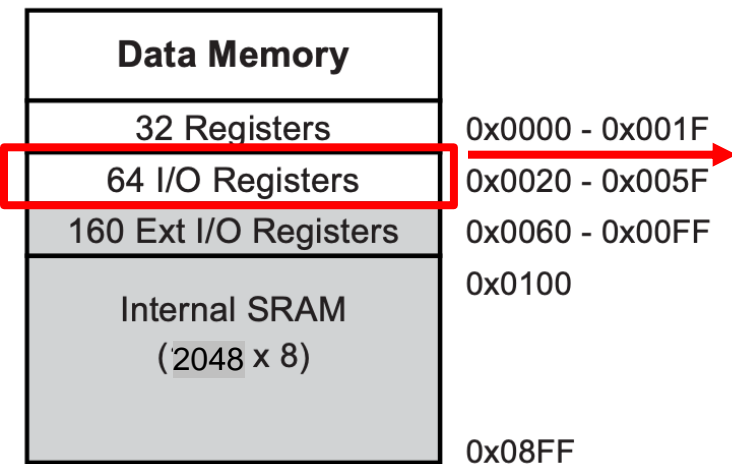 Data Memory
32 Registers 0x0000 - 0x001F
64 I/O Registers 0x0020 - 0x005F
160 Ext I/O Registers 0x0060 - 0x00FF
0x0100
Internal SRAM
(2048 x 8)
0x08FF